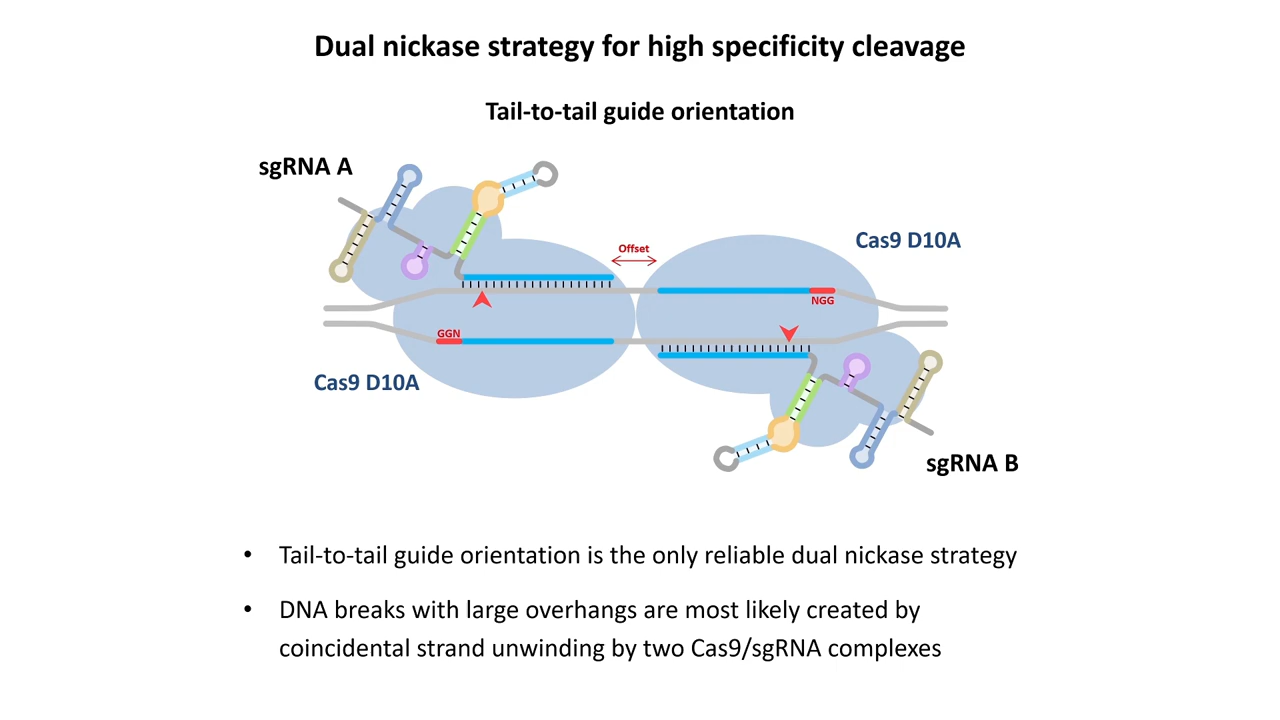 Dual nickase strategy for high specificity cleavage
Tail-to-tail guide orientation
sgRNA A
Cas9 D10A
Offset
NGG
GGN
Cas9 D10A
sgRNA B
• Tail-to-tail guide orientation is the only reliable dual nickase strategy
• DNA breaks with large overhangs are most likely created by
coincidental strand unwinding by two Cas9/sgRNA complexes